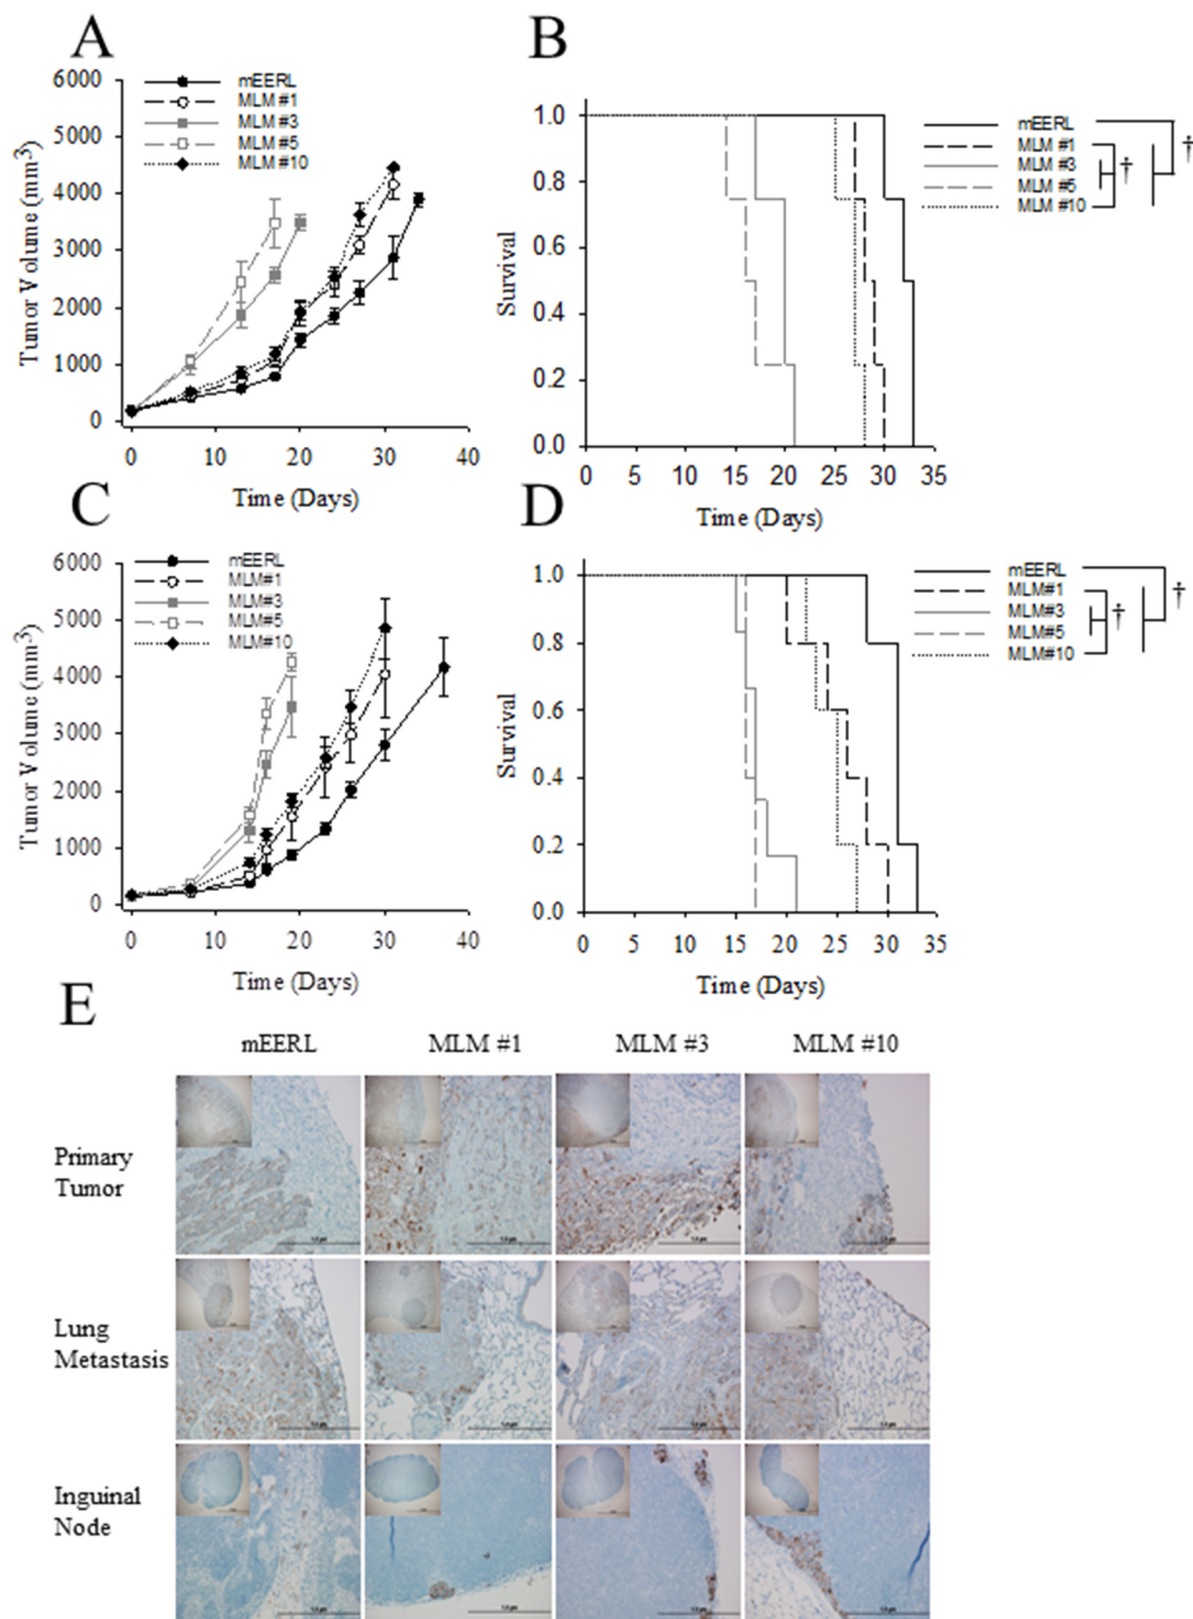 A
6000
5000
4000
3000
2000
1000
0
Tumor Volume (mm³)
0 10 20 30 40
Time (Days)
mEERL
MLM #1
MLM #3
MLM #5
MLM #10
B
1.0
0.8
0.6
0.4
0.2
0.0
Survival
0 5 10 15 20 25 30 35
Time (Days)
mEERL
MLM #1
MLM #3
MLM #5
MLM #10
†
†
C
6000
5000
4000
3000
2000
1000
0
Tumor Volume (mm³)
0 10 20 30 40
Time (Days)
mEERL
MLM#1
MLM#3
MLM#5
MLM#10
D
1.0
0.8
0.6
0.4
0.2
0.0
Survival
0 5 10 15 20 25 30 35
Time (Days)
mEERL
MLM#1
MLM#3
MLM#5
MLM#10
†
†
E
mEERL MLM #1 MLM #3 MLM #10
Primary
Tumor
Lung
Metastasis
Inguinal
Node